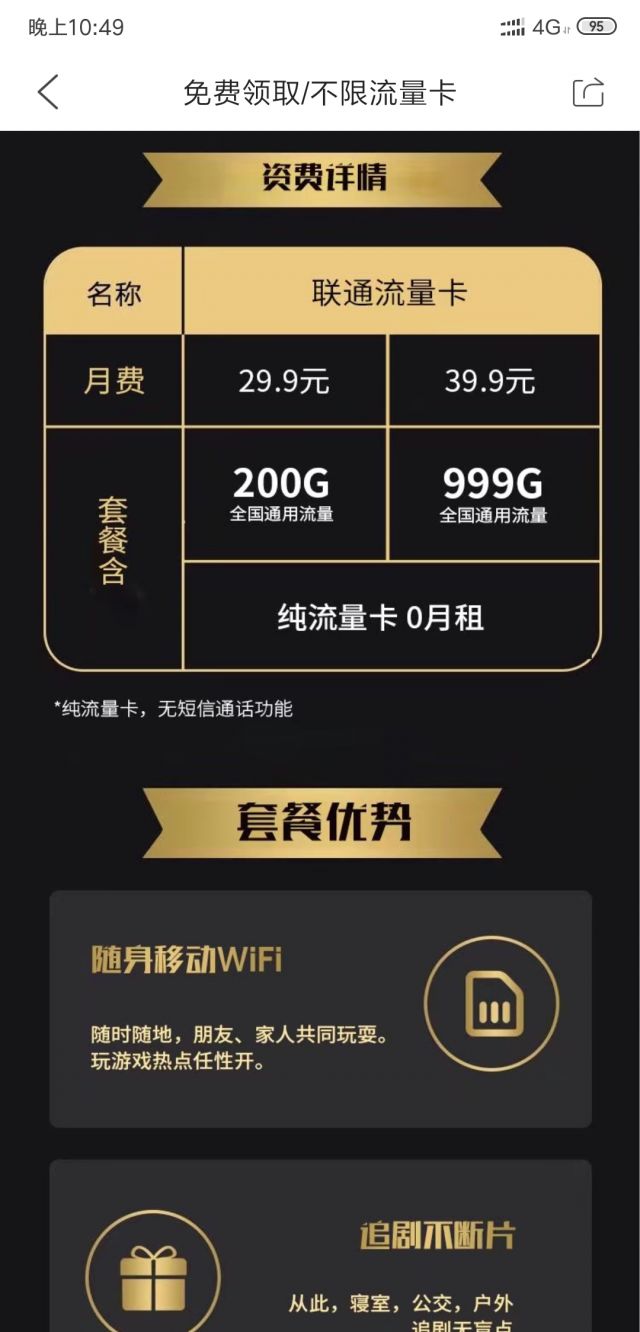 晚上10:49
4G
95
免费领取/不限流量卡
资费详情
名称
联通流量卡
月费
29.9元
39.9元
套餐含
200G
全国通用流量
999G
全国通用流量
纯流量卡 0月租
*纯流量卡，无短信通话功能
套餐优势
随身移动WiFi
随时随地，朋友、家人共同玩耍。
玩游戏热点任性开。
追剧不断片
从此，寝室，公交，户外
追剧无盲点